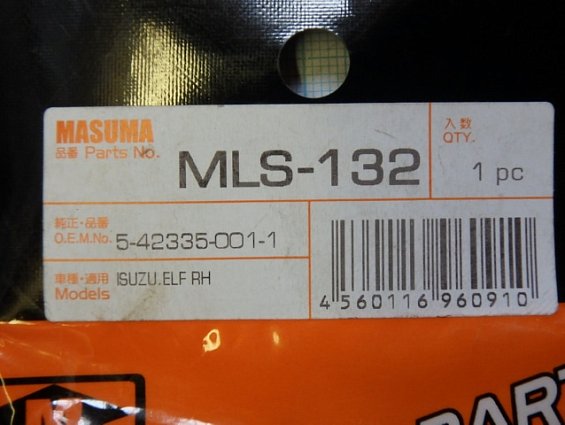 MASUMA
品番 Parts No.
MLS-132
入数
QTY.
1 pc
純正・品番
O.E.M.No. 5-42335-001-1
車種・適用
Models
ISUZU.ELF RH
4 560116 960910
PART